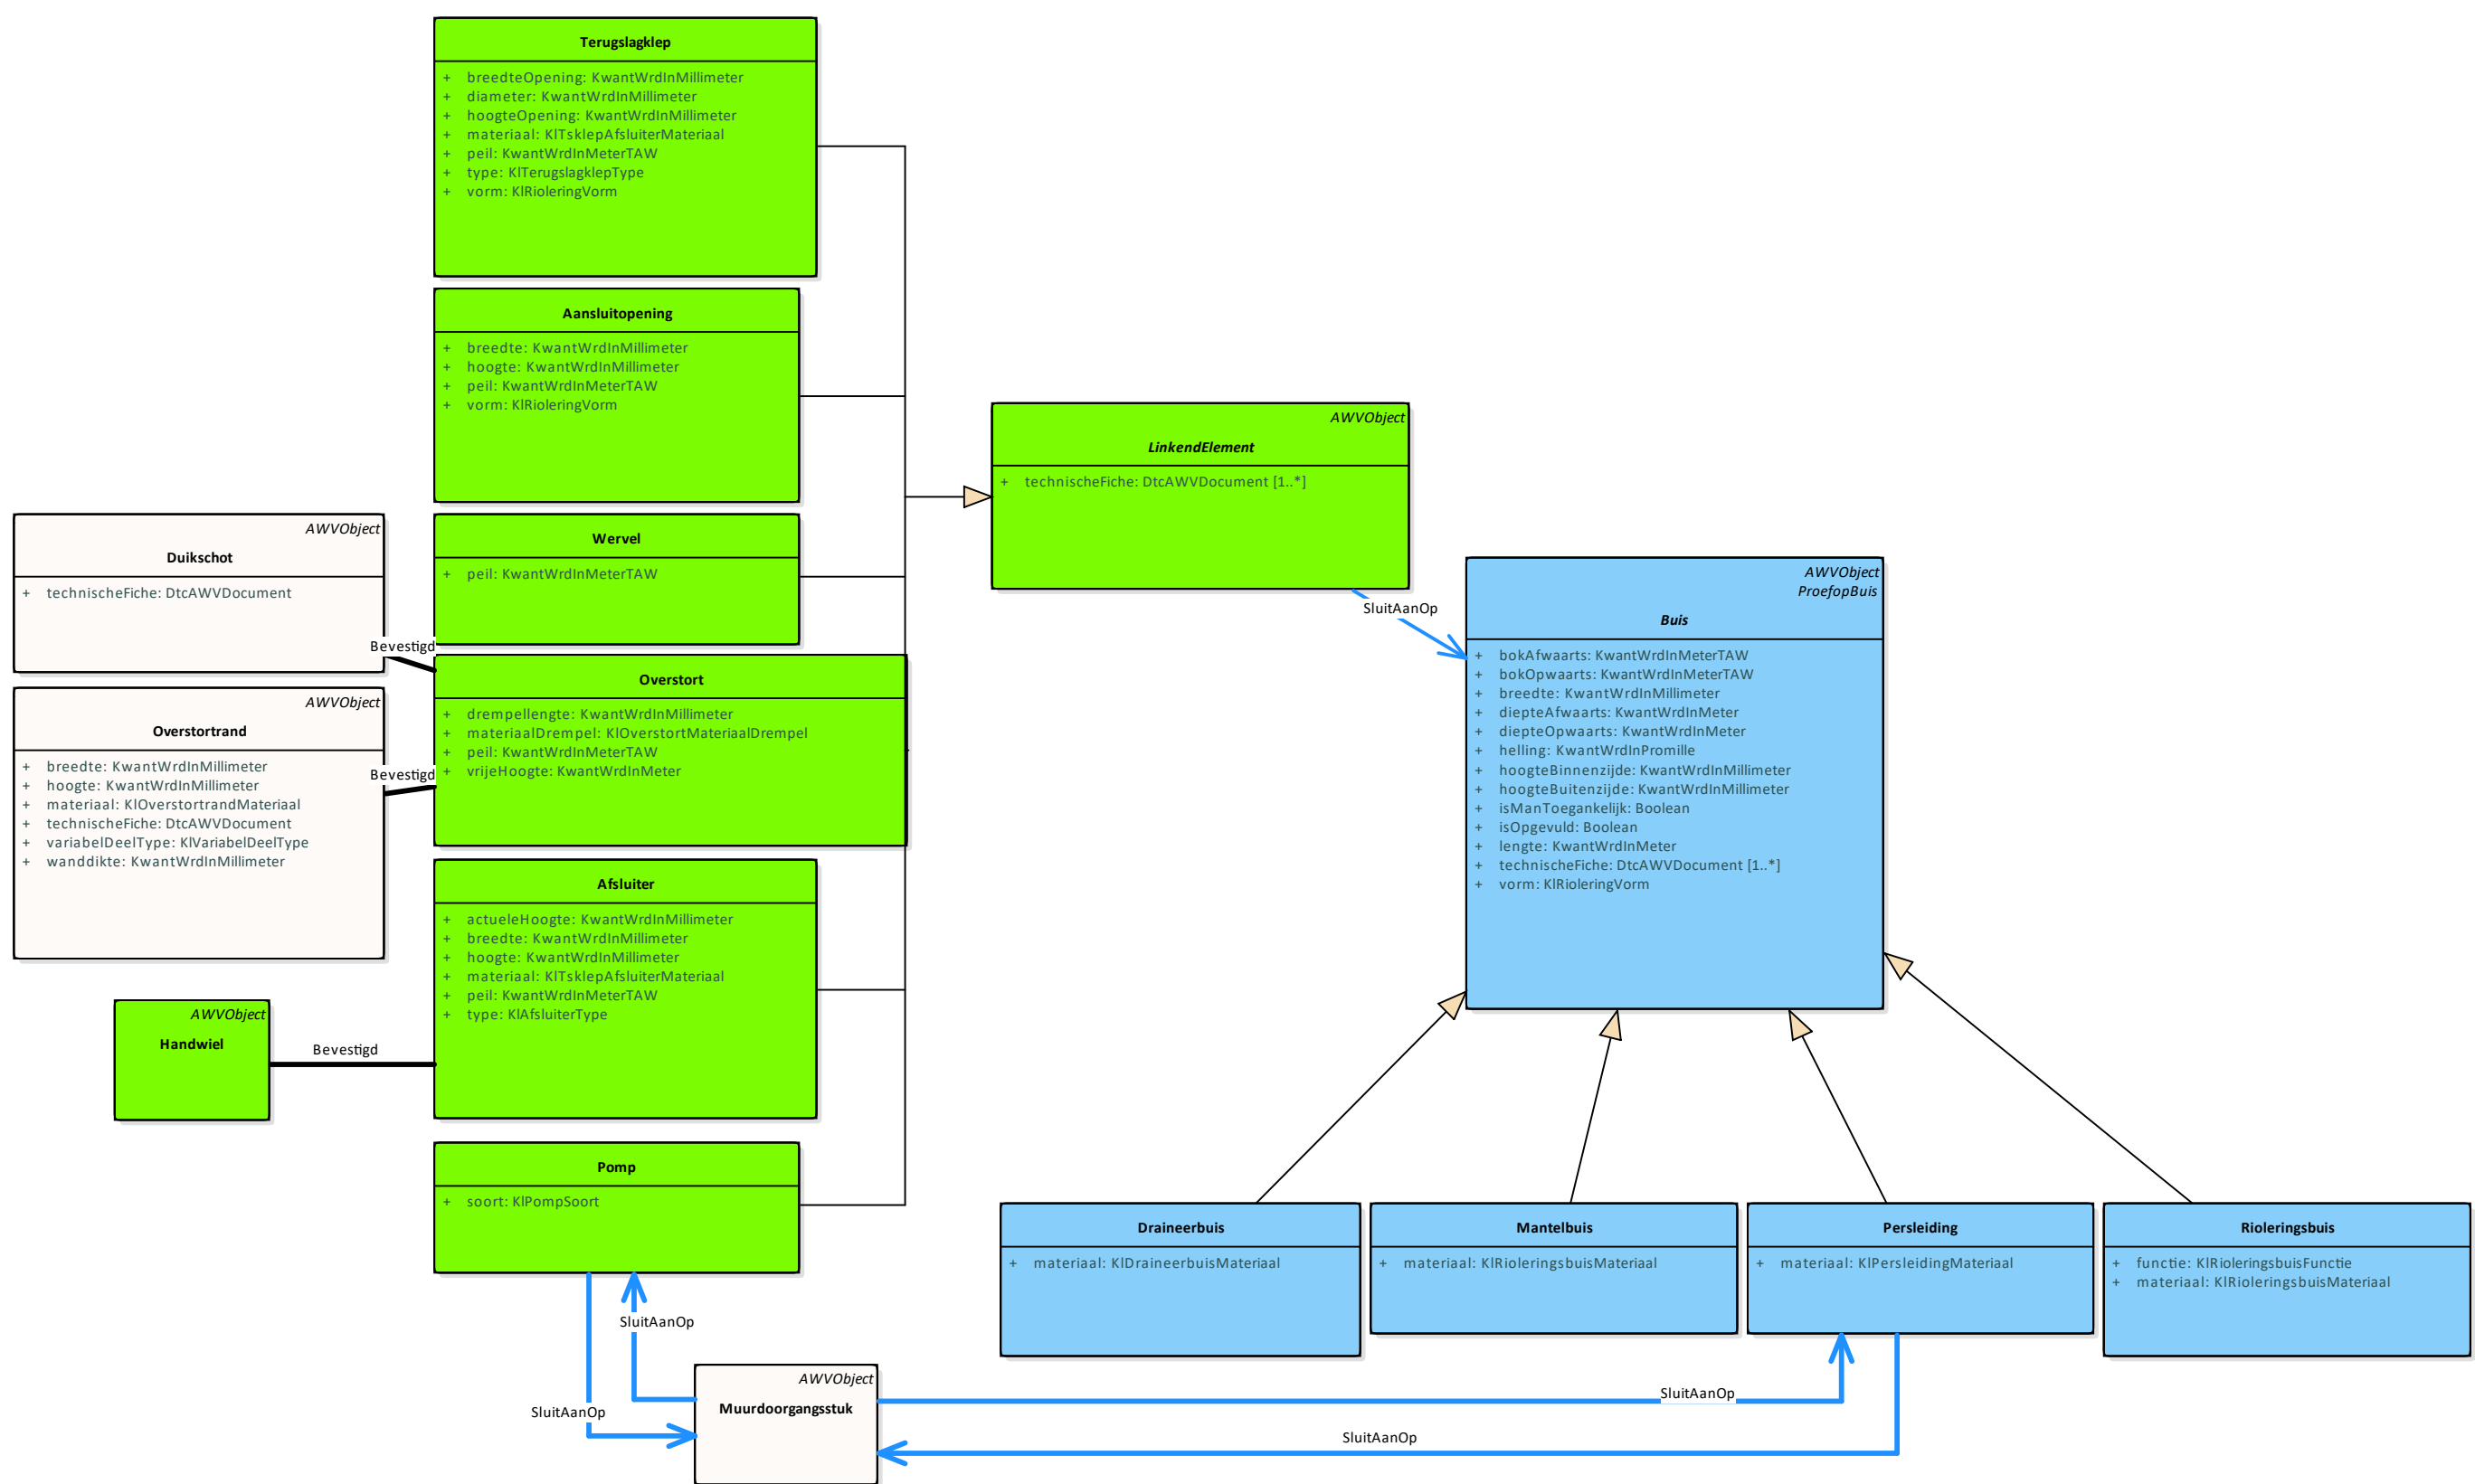 Terugslagklep
+ breedteOpening: KwantWrdInMillimeter
+ diameter: KwantWrdInMillimeter
+ hoogteOpening: KwantWrdInMillimeter
+ materiaal: KlTsklepAfsluiterMateriaal
+ peil: KwantWrdInMeterTAW
+ type: KlTerugslagklepType
+ vorm: KlRioleringVorm
Aansluitopening
+ breedte: KwantWrdInMillimeter
+ hoogte: KwantWrdInMillimeter
+ peil: KwantWrdInMeterTAW
+ vorm: KlRioleringVorm
AWVObject
LinkendElement
+ technischeFiche: DtcAWVDocument [1..*]
AWVObject
Duikschot
+ technischeFiche: DtcAWVDocument
Wervel
+ peil: KwantWrdInMeterTAW
SluitAanOp
Bevestigd
AWVObject
Overstortrand
+ breedte: KwantWrdInMillimeter
+ hoogte: KwantWrdInMillimeter
+ materiaal: KlOverstortrandMateriaal
+ technischeFiche: DtcAWVDocument
+ variabelDeelType: KlVariabelDeelType
+ wanddikte: KwantWrdInMillimeter
Bevestigd
Overstort
+ drempellengte: KwantWrdInMillimeter
+ materiaalDrempel: KlOverstortMateriaalDrempel
+ peil: KwantWrdInMeterTAW
+ vrijeHoogte: KwantWrdInMeter
AWVObject
ProefopBuis
Buis
+ bokAfwaarts: KwantWrdInMeterTAW
+ bokOpwaarts: KwantWrdInMeterTAW
+ breedte: KwantWrdInMillimeter
+ diepteAfwaarts: KwantWrdInMeter
+ diepteOpwaarts: KwantWrdInMeter
+ helling: KwantWrdInPromille
+ hoogteBinnenzijde: KwantWrdInMillimeter
+ hoogteBuitenzijde: KwantWrdInMillimeter
+ isManToegankelijk: Boolean
+ isOpgevuld: Boolean
+ lengte: KwantWrdInMeter
+ technischeFiche: DtcAWVDocument [1..*]
+ vorm: KlRioleringVorm
Afsluiter
+ actueleHoogte: KwantWrdInMillimeter
+ breedte: KwantWrdInMillimeter
+ hoogte: KwantWrdInMillimeter
+ materiaal: KlTsklepAfsluiterMateriaal
+ peil: KwantWrdInMeterTAW
+ type: KlAfsluiterType
AWVObject
Handwiel
Bevestigd
Pomp
+ soort: KlPompSoort
Draineerbuis
+ materiaal: KlDraineerbuisMateriaal
Mantelbuis
+ materiaal: KlRioleringsbuisMateriaal
Persleiding
+ materiaal: KlPersleidingMateriaal
Rioleringsbuis
+ functie: KlRioleringsbuisFunctie
+ materiaal: KlRioleringsbuisMateriaal
SluitAanOp
SluitAanOp
AWVObject
Muurdoorgangsstuk
SluitAanOp
SluitAanOp